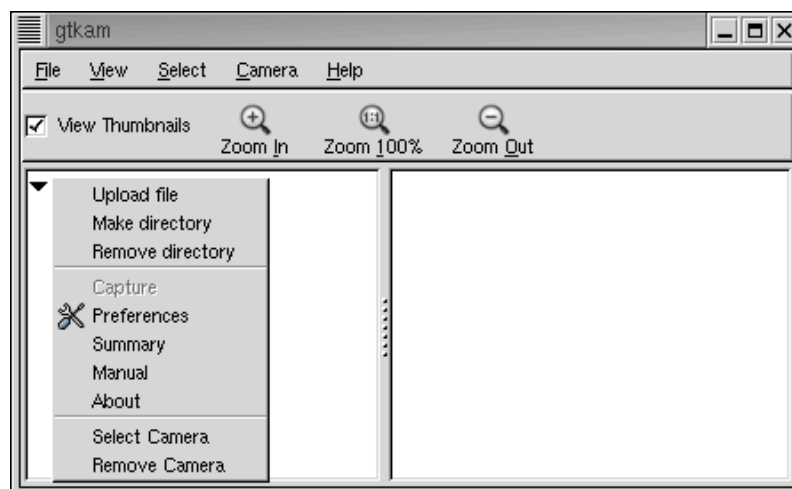 gtkam
File View Select Camera Help
View Thumbnails Zoom In Zoom 100% Zoom Out
Upload file
Make directory
Remove directory
Capture
Preferences
Summary
Manual
About
Select Camera
Remove Camera